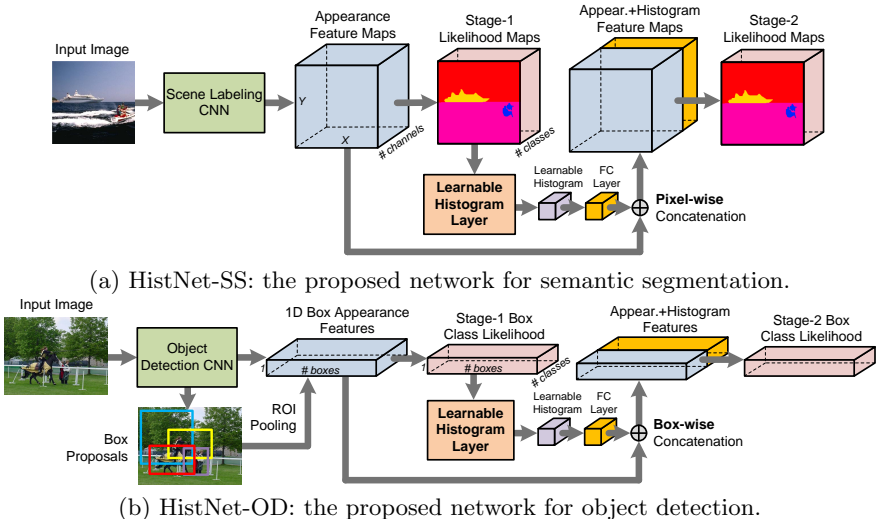 Input Image
Scene Labeling
CNN
Appearance
Feature Maps
Y
X
# channels
Stage-1
Likelihood Maps
# classes
Appear.+Histogram
Feature Maps
Stage-2
Likelihood Maps
Learnable
Histogram
Layer
Learnable
Histogram
FC
Layer
Pixel-wise
Concatenation
(a) HistNet-SS: the proposed network for semantic segmentation.
Input Image
Object
Detection CNN
Box
Proposals
ROI
Pooling
1D Box Appearance
Features
1
# boxes
Stage-1 Box
Class Likelihood
1
# boxes
# classes
Appear.+Histogram
Features
Stage-2 Box
Class Likelihood
Learnable
Histogram
Layer
Learnable
Histogram
FC
Layer
Box-wise
Concatenation
(b) HistNet-OD: the proposed network for object detection.